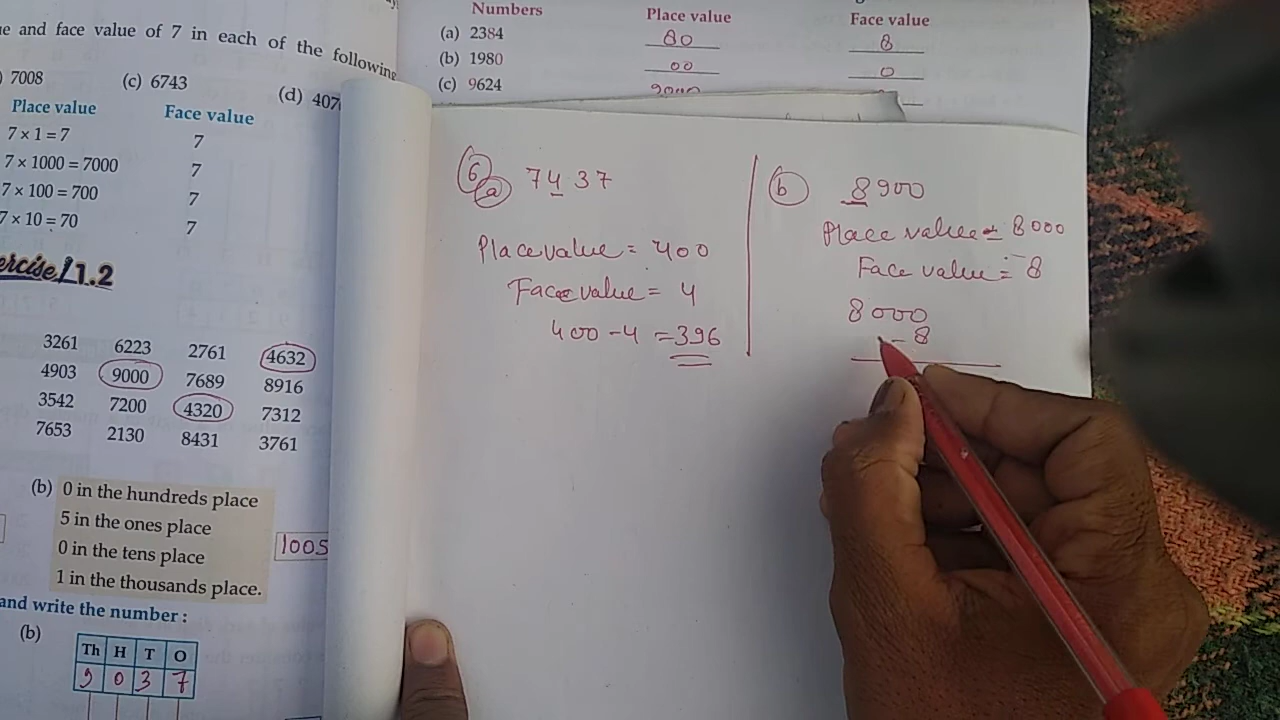 and face value of 7 in each of the following
7008
(c) 6743
(d) 407
Place value
Face value
7 × 1 = 7
7
7 × 1000 = 7000
7
7 × 100 = 700
7
7 × 10 = 70
7
1.2
3261 6223 2761 4632
4903 9000 7689 8916
3542 7200 4320 7312
7653 2130 8431 3761
(b) 0 in the hundreds place
5 in the ones place
0 in the tens place
1 in the thousands place.
1005
and write the number :
(b)
Th H T O
9 0 3 7
Numbers Place value Face value
(a) 2384 80 8
(b) 1980 00 0
(c) 9624 9000
6 a 7437
Place value = 400
Face value = 4
400 - 4 = 396
b 8900
Place value = 8000
Face value = 8
8000
- 8